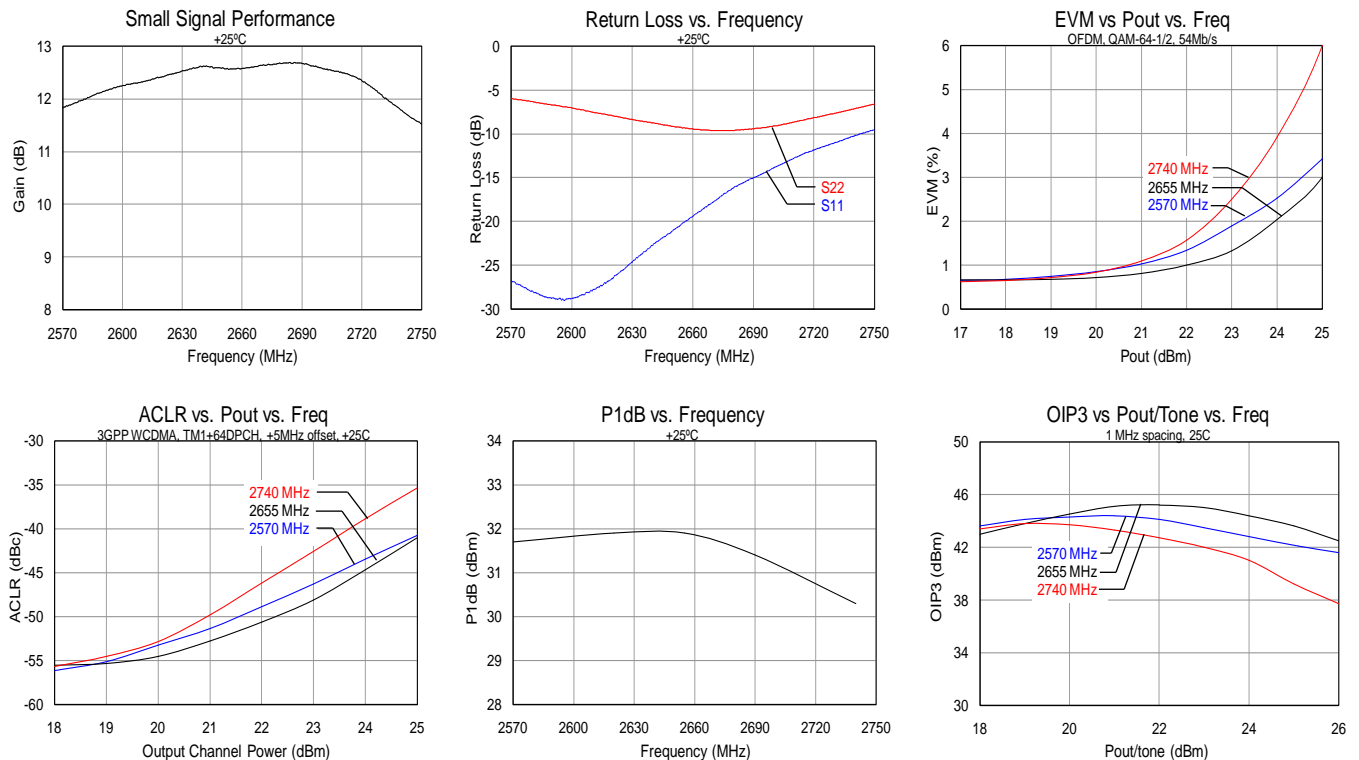 Small Signal Performance
+25ºC
Gain (dB)
13
12
11
10
9
8
2570 2600 2630 2660 2690 2720 2750
Frequency (MHz)
Return Loss vs. Frequency
+25ºC
Return Loss (dB)
0
-5
-10
-15
-20
-25
-30
S22
S11
2570 2600 2630 2660 2690 2720 2750
Frequency (MHz)
EVM vs Pout vs. Freq
OFDM, QAM-64-1/2, 54Mb/s
EVM (%)
6
5
4
3
2
1
0
2740 MHz
2655 MHz
2570 MHz
17 18 19 20 21 22 23 24 25
Pout (dBm)
ACLR vs. Pout vs. Freq
3GPP WCDMA, TM1+64DPCH, +5MHz offset, +25C
ACLR (dBc)
-30
-35
-40
-45
-50
-55
-60
2740 MHz
2655 MHz
2570 MHz
18 19 20 21 22 23 24 25
Output Channel Power (dBm)
P1dB vs. Frequency
+25ºC
P1dB (dBm)
34
33
32
31
30
29
28
2570 2600 2630 2660 2690 2720 2750
Frequency (MHz)
OIP3 vs Pout/Tone vs. Freq
1 MHz spacing, 25C
OIP3 (dBm)
50
46
42
38
34
30
2570 MHz
2655 MHz
2740 MHz
18 20 22 24 26
Pout/tone (dBm)